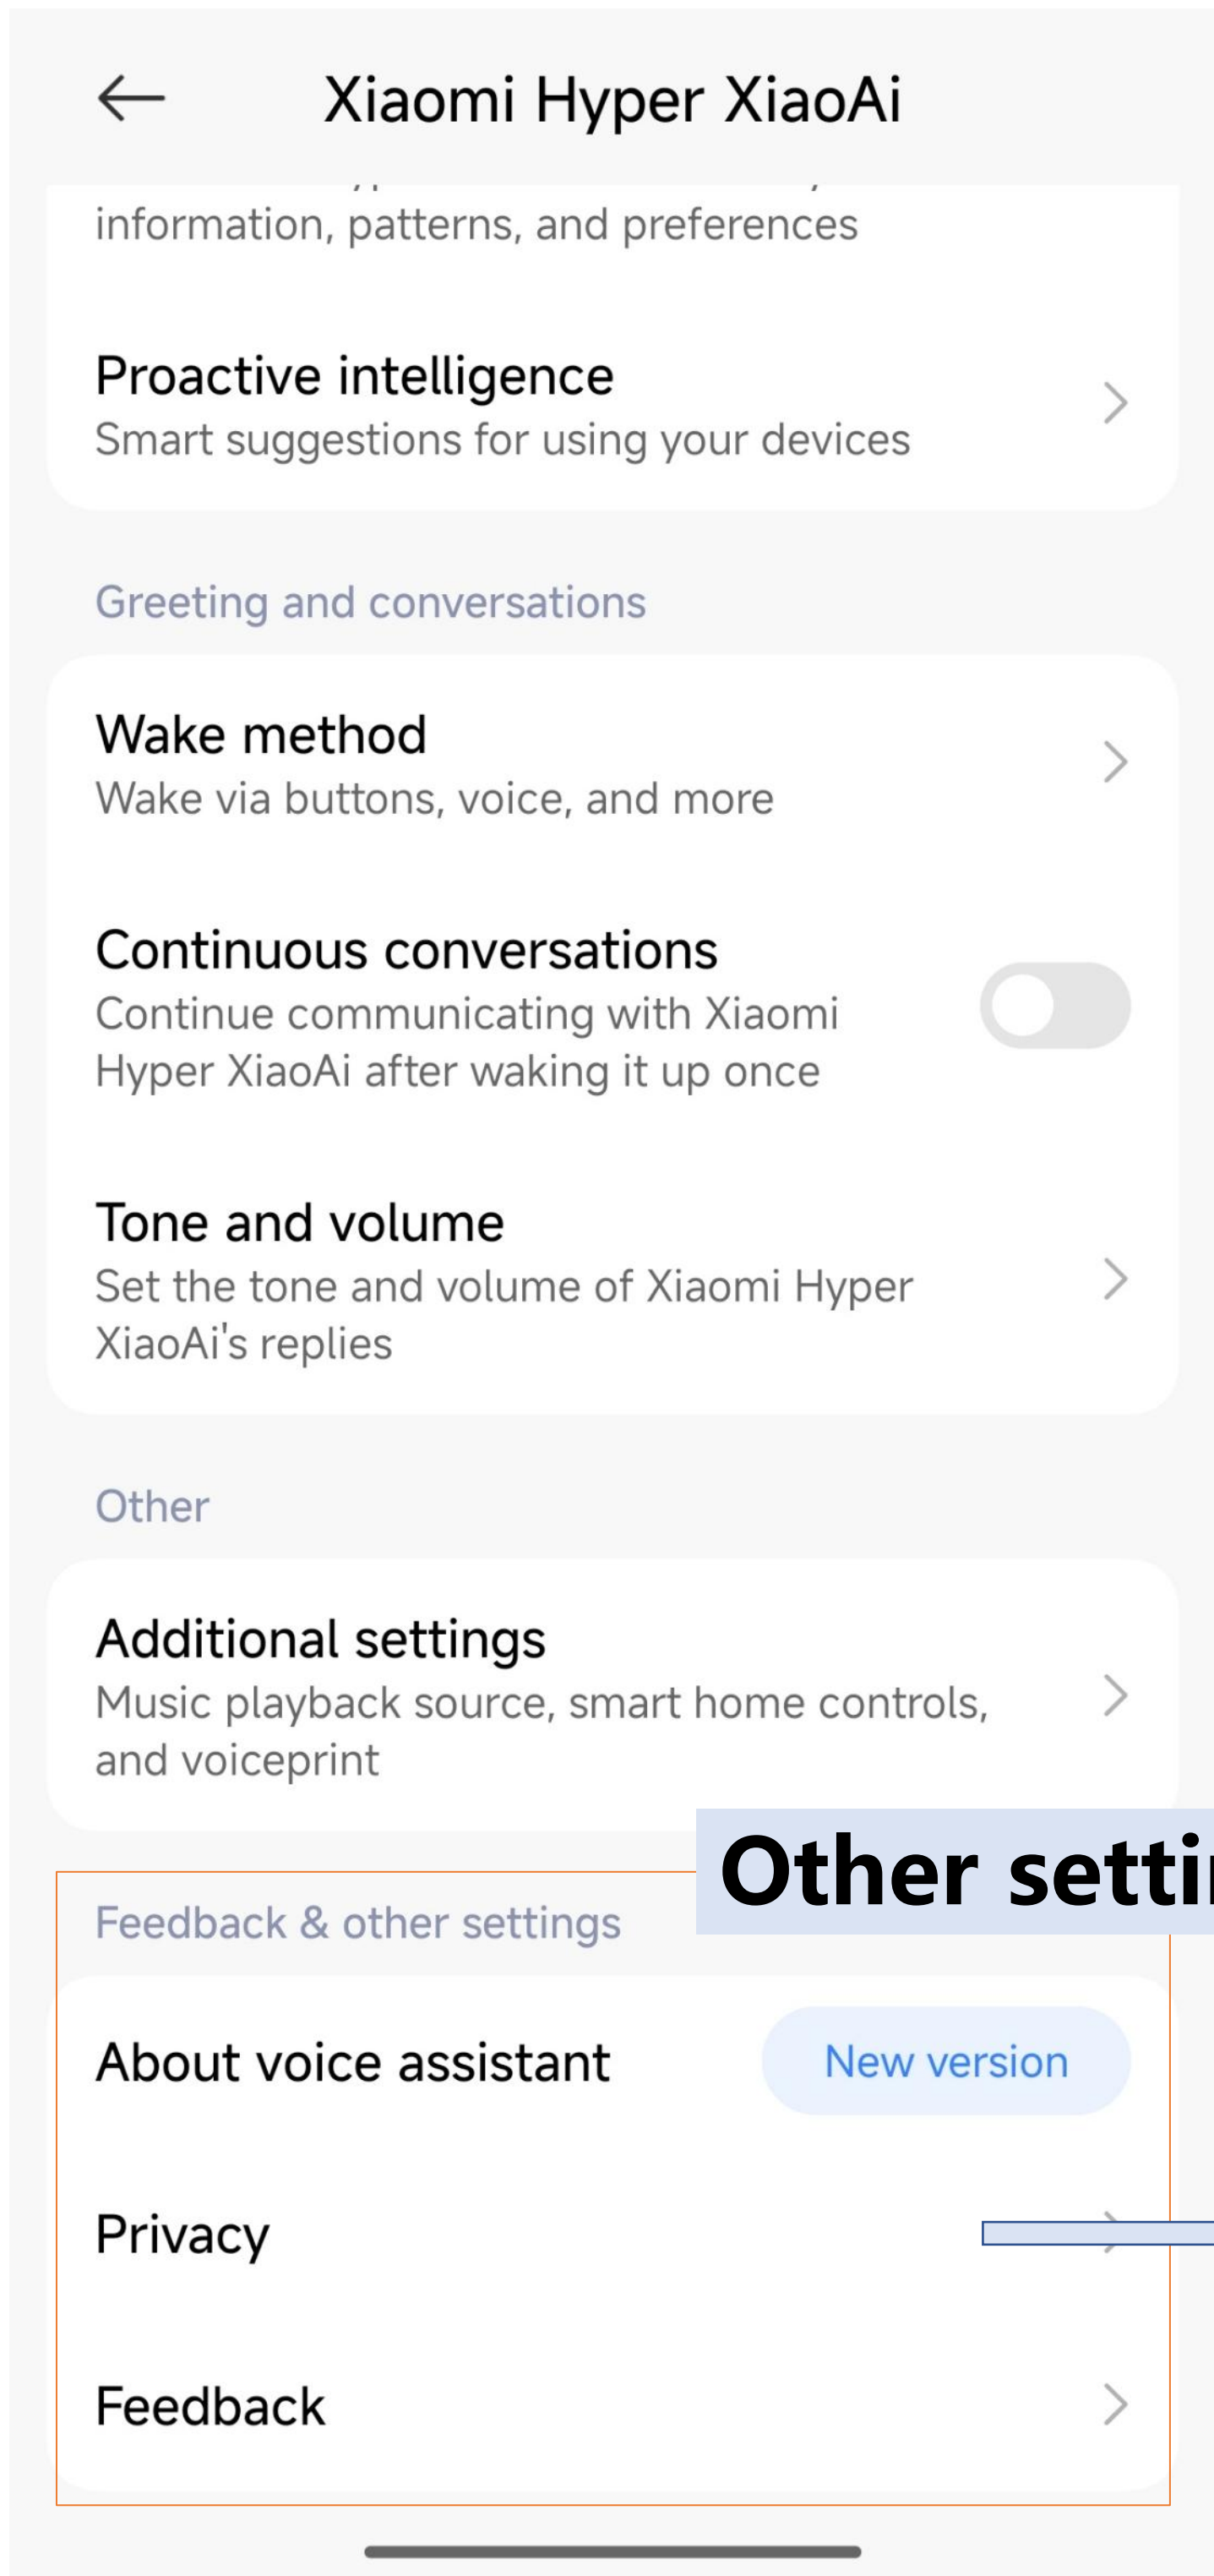 Xiaomi Hyper XiaoAi
information, patterns, and preferences
Proactive intelligence
Smart suggestions for using your devices
Greeting and conversations
Wake method
Wake via buttons, voice, and more
Continuous conversations
Continue communicating with Xiaomi
Hyper XiaoAi after waking it up once
Tone and volume
Set the tone and volume of Xiaomi Hyper
XiaoAi's replies
Other
Additional settings
Music playback source, smart home controls,
and voiceprint
Other
Feedback & other settings
About voice assistant
New version
Privacy
Feedback